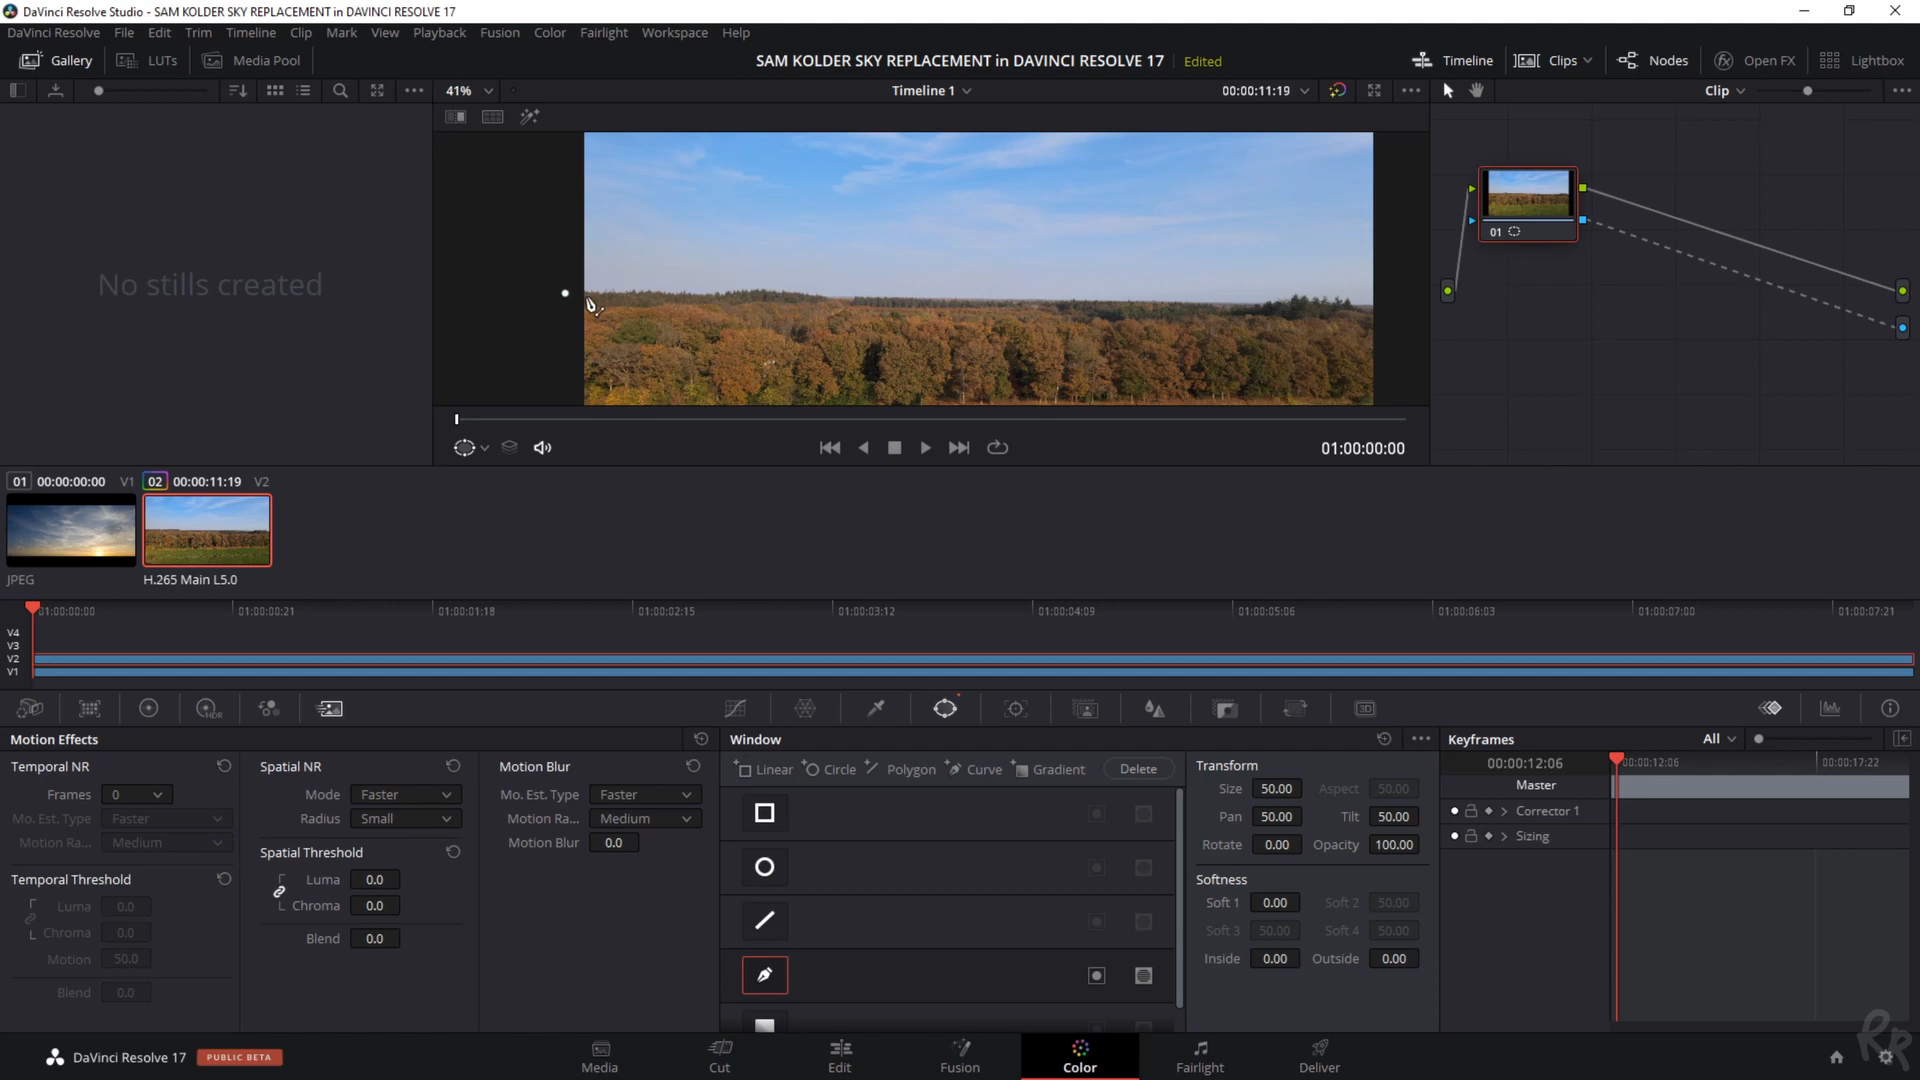 DaVinci Resolve Studio - SAM KOLDER SKY REPLACEMENT in DAVINCI RESOLVE 17
DaVinci Resolve File Edit Trim Timeline Clip Mark View Playback Fusion Color Fairlight Workspace Help
Gallery LUTs Media Pool SAM KOLDER SKY REPLACEMENT in DAVINCI RESOLVE 17 Edited Timeline Clips Nodes Open FX Lightbox
41% Timeline 1 00:00:11:19 Clip
No stills created
01
01:00:00:00
01 00:00:00:00 V1 02 00:00:11:19 V2
JPEG H.265 Main L5.0
01:00:00:00 01:00:00:21 01:00:01:18 01:00:02:15 01:00:03:12 01:00:04:09 01:00:05:06 01:00:06:03 01:00:07:00 01:00:07:21
V4
V3
V2
V1
HDR 3D
Motion Effects Window Keyframes All
Temporal NR Spatial NR Motion Blur Linear Circle Polygon Curve Gradient Delete Transform 00:00:12:06 00:00:12:06 00:00:17:22
Frames 0 Mode Faster Mo. Est. Type Faster Size 50.00 Aspect 50.00 Master
Mo. Est. Type Faster Radius Small Motion Ra... Medium Pan 50.00 Tilt 50.00 Corrector 1
Motion Ra... Medium Spatial Threshold Motion Blur 0.0 Rotate 0.00 Opacity 100.00 Sizing
Temporal Threshold Luma 0.0 Softness
Luma 0.0 Chroma 0.0 Soft 1 0.00 Soft 2 50.00
Chroma 0.0 Blend 0.0 Soft 3 50.00 Soft 4 50.00
Motion 50.0 Inside 0.00 Outside 0.00
Blend 0.0
DaVinci Resolve 17 PUBLIC BETA Media Cut Edit Fusion Color Fairlight Deliver
RR